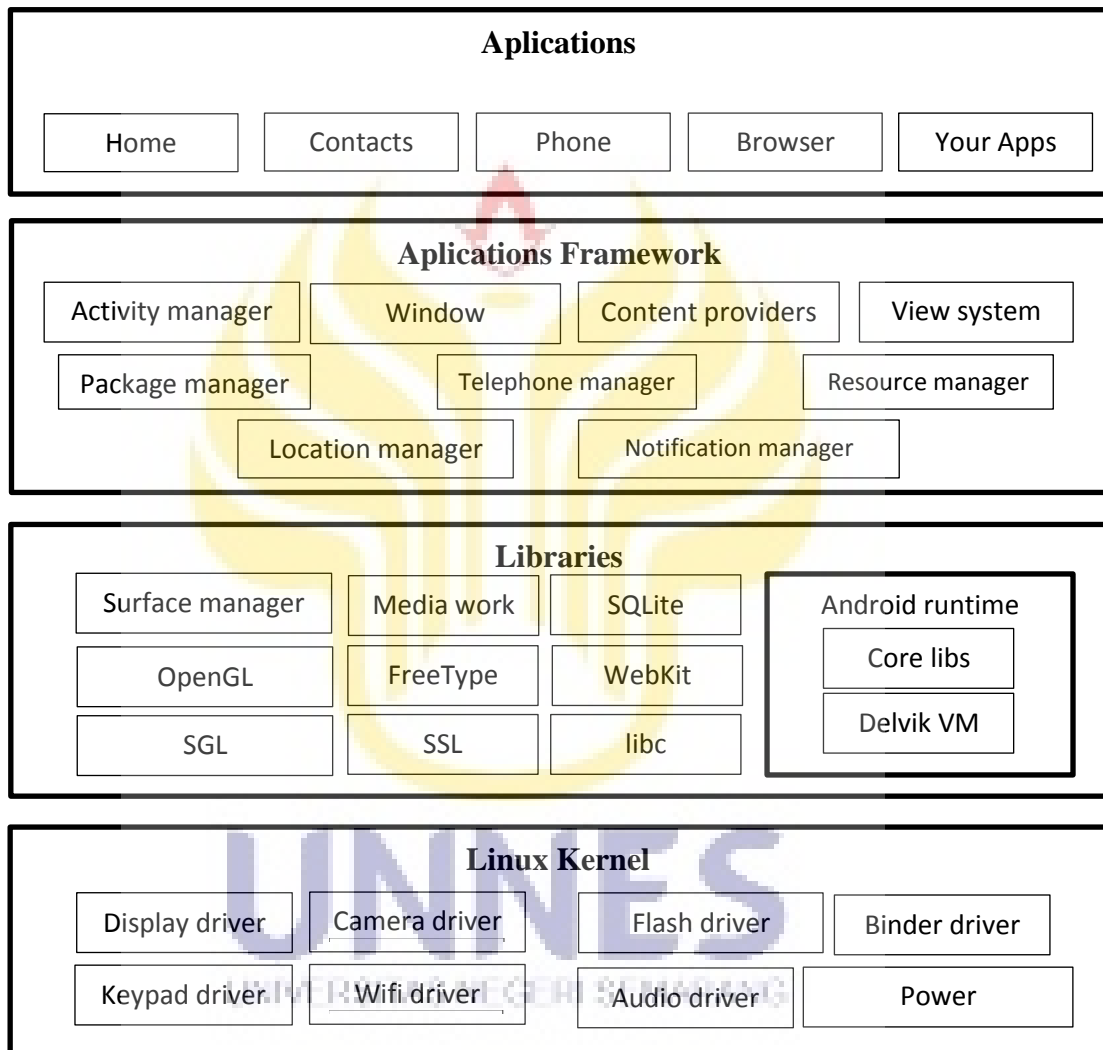 Aplications
Home Contacts Phone Browser Your Apps
Aplications Framework
Activity manager Window Content providers View system
Package manager Telephone manager Resource manager
Location manager Notification manager
Libraries
Surface manager Media work SQLite Android runtime
OpenGL FreeType WebKit Core libs
SGL SSL libc Delvik VM
Linux Kernel
UNNES
Display driver Camera driver Flash driver Binder driver
Keypad driver Wifi driver Audio driver Power
UNIVERSITAS NEGERI SEMARANG